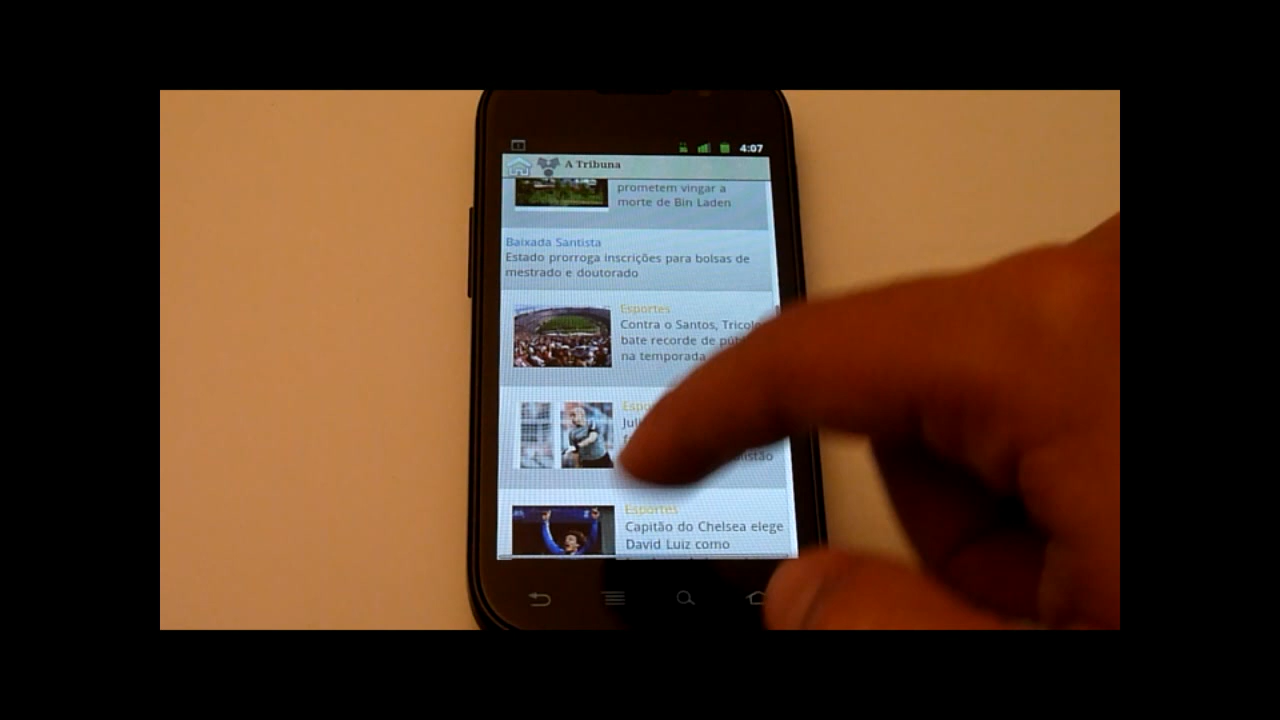 4:07
A Tribuna
prometem vingar a
morte de Bin Laden
Baixada Santista
Estado prorroga inscrições para bolsas de
mestrado e doutorado
Esportes
Contra o Santos,
bate recorde de
na temporada
Esportes
Capitão do Chelsea elege
David Luiz como